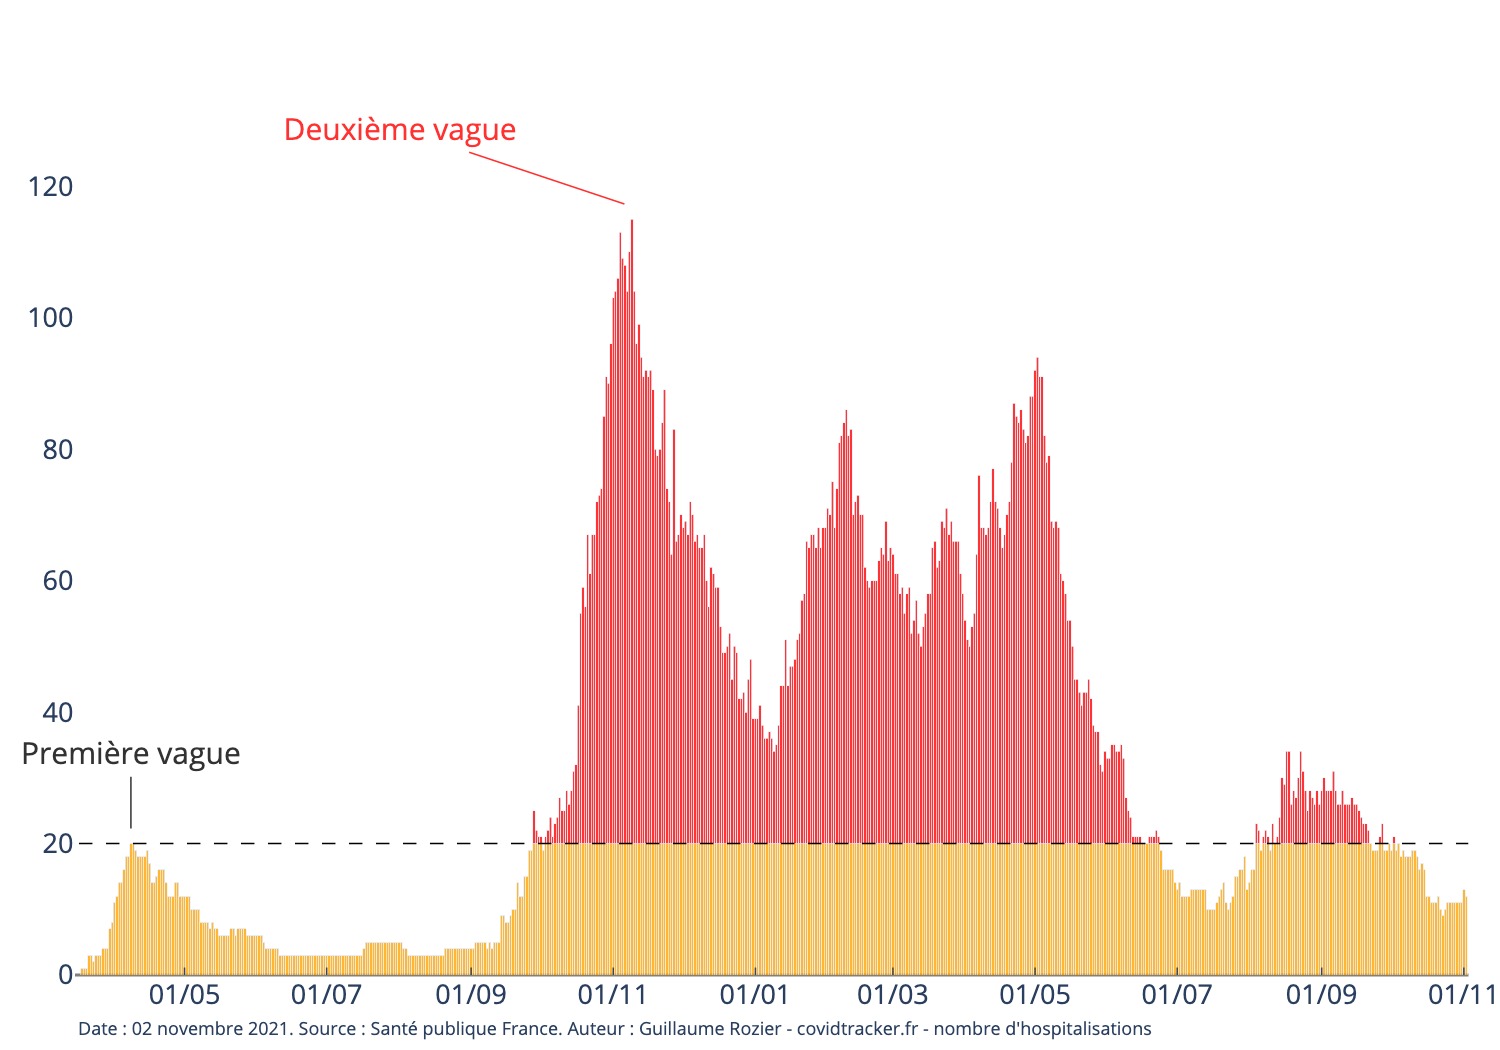 Deuxième vague
120
100
80
60
40
Première vague
20
0
01/05 01/07 01/09 01/11 01/01 01/03 01/05 01/07 01/09 01/11
Date : 02 novembre 2021. Source : Santé publique France. Auteur : Guillaume Rozier - covidtracker.fr - nombre d'hospitalisations